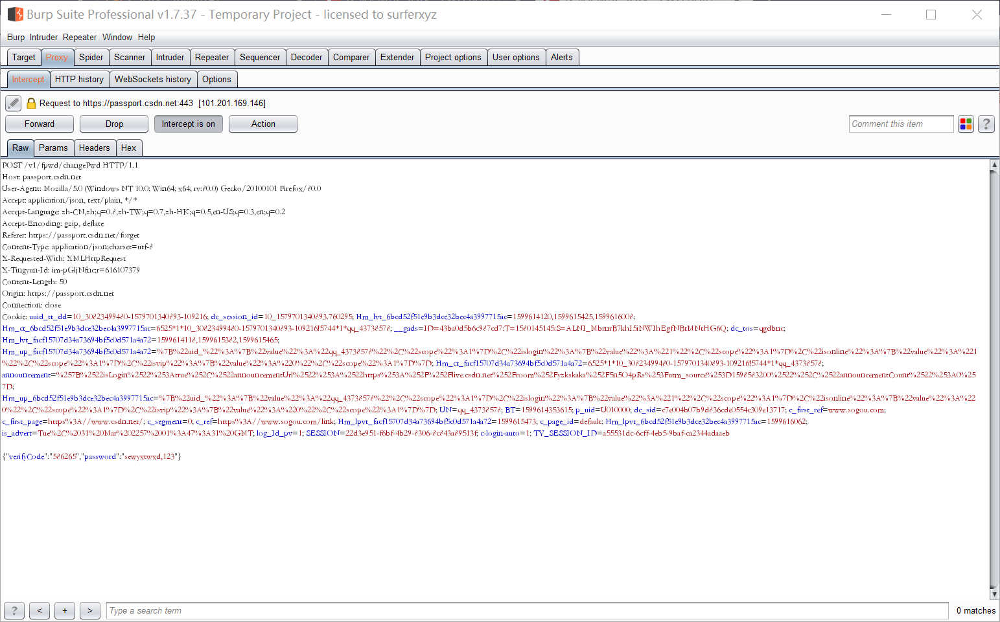 Burp Suite Professional v1.7.37 - Temporary Project - licensed to surferxyz
Burp Intruder Repeater Window Help
Target Proxy Spider Scanner Intruder Repeater Sequencer Decoder Comparer Extender Project options User options Alerts
Intercept HTTP history WebSockets history Options
Request to https://passport.csdn.net:443 [101.201.169.146]
Forward Drop Intercept is on Action Comment this item ?
Raw Params Headers Hex
POST /v1/fpwd/changePwd HTTP/1.1
Host: passport.csdn.net
User-Agent: Mozilla/5.0 (Windows NT 10.0; Win64; x64; rv:80.0) Gecko/20100101 Firefox/80.0
Accept: application/json, text/plain, */*
Accept-Language: zh-CN,zh;q=0.8,zh-TW;q=0.7,zh-HK;q=0.5,en-US;q=0.3,en;q=0.2
Accept-Encoding: gzip, deflate
Referer: https://passport.csdn.net/forget
Content-Type: application/json;charset=utf-8
X-Requested-With: XMLHttpRequest
X-Tingyun-Id: im-pGljNfnc;r=616107379
Content-Length: 50
Origin: https://passport.csdn.net
Connection: close
Cookie: uuid_tt_dd=10_30823499480-1579701340893-109216; dc_session_id=10_1579701340893.760295; Hm_lvt_6bcd52f51e9b3dce32bec4a3997715ac=1599614120,1599615425,1599616008;
Hm_ct_6bcd52f51e9b3dce32bec4a3997715ac=6525*1*10_30823499480-1579701340893-109216!5744*1*qq_43738578; __gads=ID=43ba0d5b6c987cd7:T=1580145145:S=ALNI_MbrnrB7khI5iNW1hEgfNBtMNtHG6Q; dc_tos=qgdbnc;
Hm_lvt_facf15707d34a73694bf5c0d571a4a72=1599614118,1599615382,1599615465;
Hm_up_facf15707d34a73694bf5c0d571a4a72=%7B%22uid_%22%3A%7B%22value%22%3A%22qq_43738578%22%2C%22scope%22%3A1%7D%2C%22islogin%22%3A%7B%22value%22%3A%221%22%2C%22scope%22%3A1%7D%2C%22isonline%22%3A%7B%22value%22%3A%221
%22%2C%22scope%22%3A1%7D%2C%22isvip%22%3A%7B%22value%22%3A%220%22%2C%22scope%22%3A1%7D%7D; Hm_ct_facf15707d34a73694bf5c0d571a4a72=6525*1*10_30823499480-1579701340893-109216!5744*1*qq_43738578;
announcement=%257B%2522isLogin%2522%253Atrue%252C%2522announcementUrl%2522%253A%2522https%253A%252F%252Flive.csdn.net%252Froom%252Fyzkskaka%252F5n5O4pRs%253Futm_source%253D1598583200%2522%252C%2522announcementCount%2522%253A0%25
7D;
Hm_up_6bcd52f51e9b3dce32bec4a3997715ac=%7B%22uid_%22%3A%7B%22value%22%3A%22qq_43738578%22%2C%22scope%22%3A1%7D%2C%22islogin%22%3A%7B%22value%22%3A%221%22%2C%22scope%22%3A1%7D%2C%22isonline%22%3A%7B%22value%22%3A%22
0%22%2C%22scope%22%3A1%7D%2C%22isvip%22%3A%7B%22value%22%3A%220%22%2C%22scope%22%3A1%7D%7D; UN=qq_43738578; BT=1599614353615; p_uid=U010000; dc_sid=c7e004b07b9d836cde0554c309e13717; c_first_ref=www.sogou.com;
c_first_page=https%3A//www.csdn.net/; c_segment=0; c_ref=https%3A//www.sogou.com/link; Hm_lpvt_facf15707d34a73694bf5c0d571a4a72=1599615473; c_page_id=default; Hm_lpvt_6bcd52f51e9b3dce32bec4a3997715ac=1599616062;
is_advert=Tue%2C%2031%20Mar%202257%2001%3A47%3A31%20GMT; log_Id_pv=1; SESSION=22d3e951-f6bf-4b29-8306-8c843a89513f; c-login-auto=1; TY_SESSION_ID=a55531dc-6cff-4eb5-9baf-ca2344adaaeb
{"verifyCode":"586265","password":"sewyxtwxd,123"}
? < + > Type a search term 0 matches